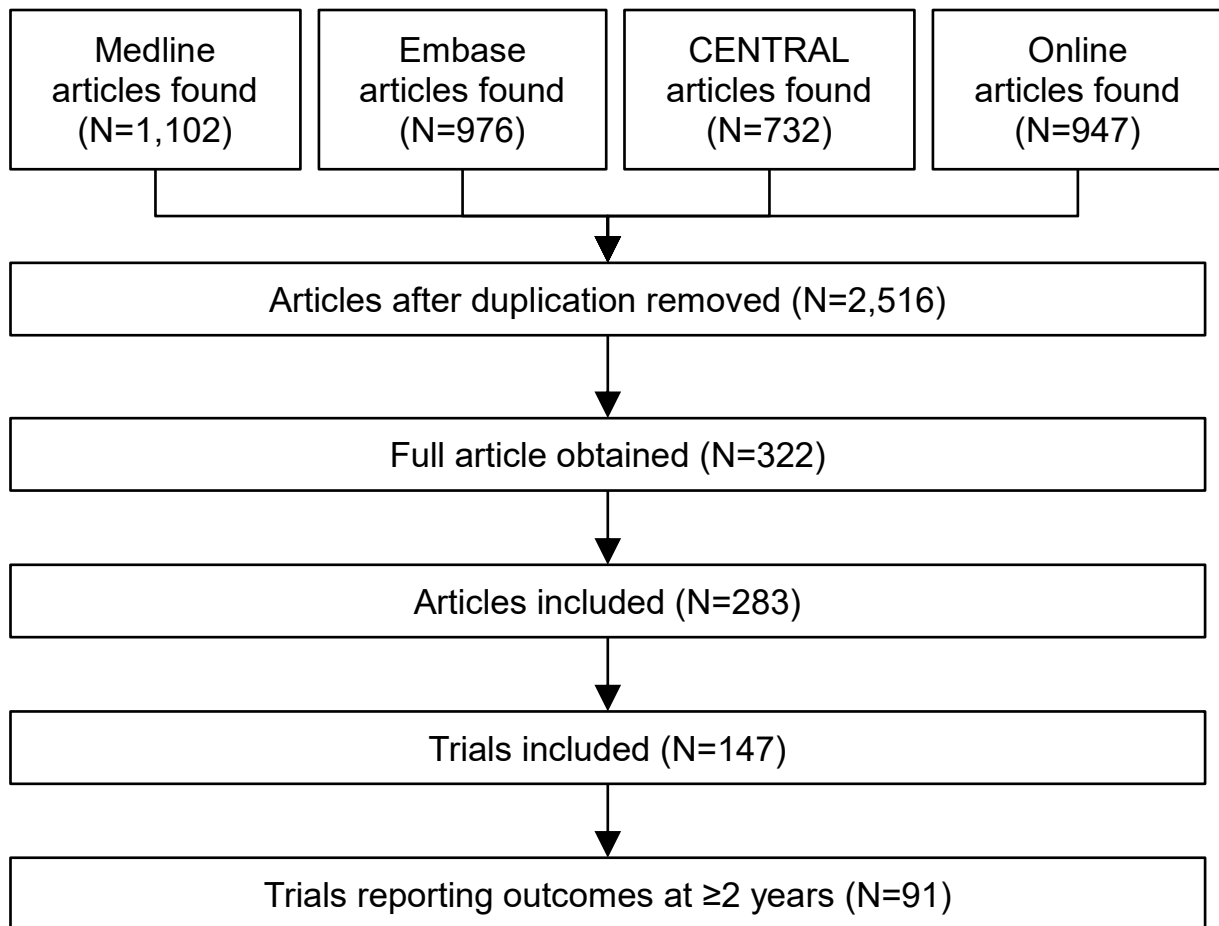 Medline
articles found
(N=1,102)
Embase
articles found
(N=976)
CENTRAL
articles found
(N=732)
Online
articles found
(N=947)
Articles after duplication removed (N=2,516)
Full article obtained (N=322)
Articles included (N=283)
Trials included (N=147)
Trials reporting outcomes at ≥2 years (N=91)